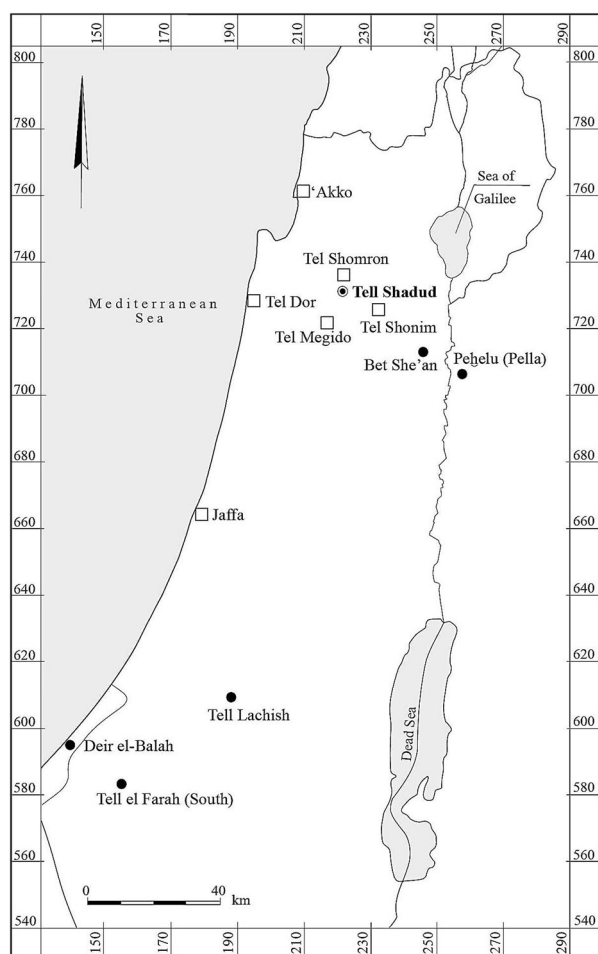 150
170
190
210
230
250
270
290
800
800
780
780
760
760
740
740
720
720
700
700
680
680
660
660
640
640
620
620
600
600
580
580
560
560
540
540
Sea of
Galilee
‘Akko
Tel Shomron
Tell Shadud
Mediterranean
Sea
Tel Dor
Tel Megido
Tel Shonim
Bet She’an
Peḥelu (Pella)
Jaffa
Tell Lachish
Dead Sea
Deir el-Balah
Tell el Farah (South)
0
40
km
150
170
190
210
230
250
270
290